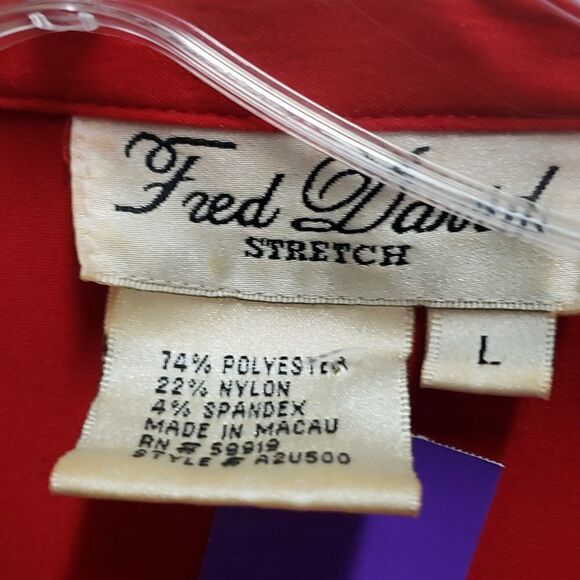 Fred David
STRETCH
L
74% POLYESTER
22% NYLON
4% SPANDEX
MADE IN MACAU
RN # 59919
STYLE # A2U500